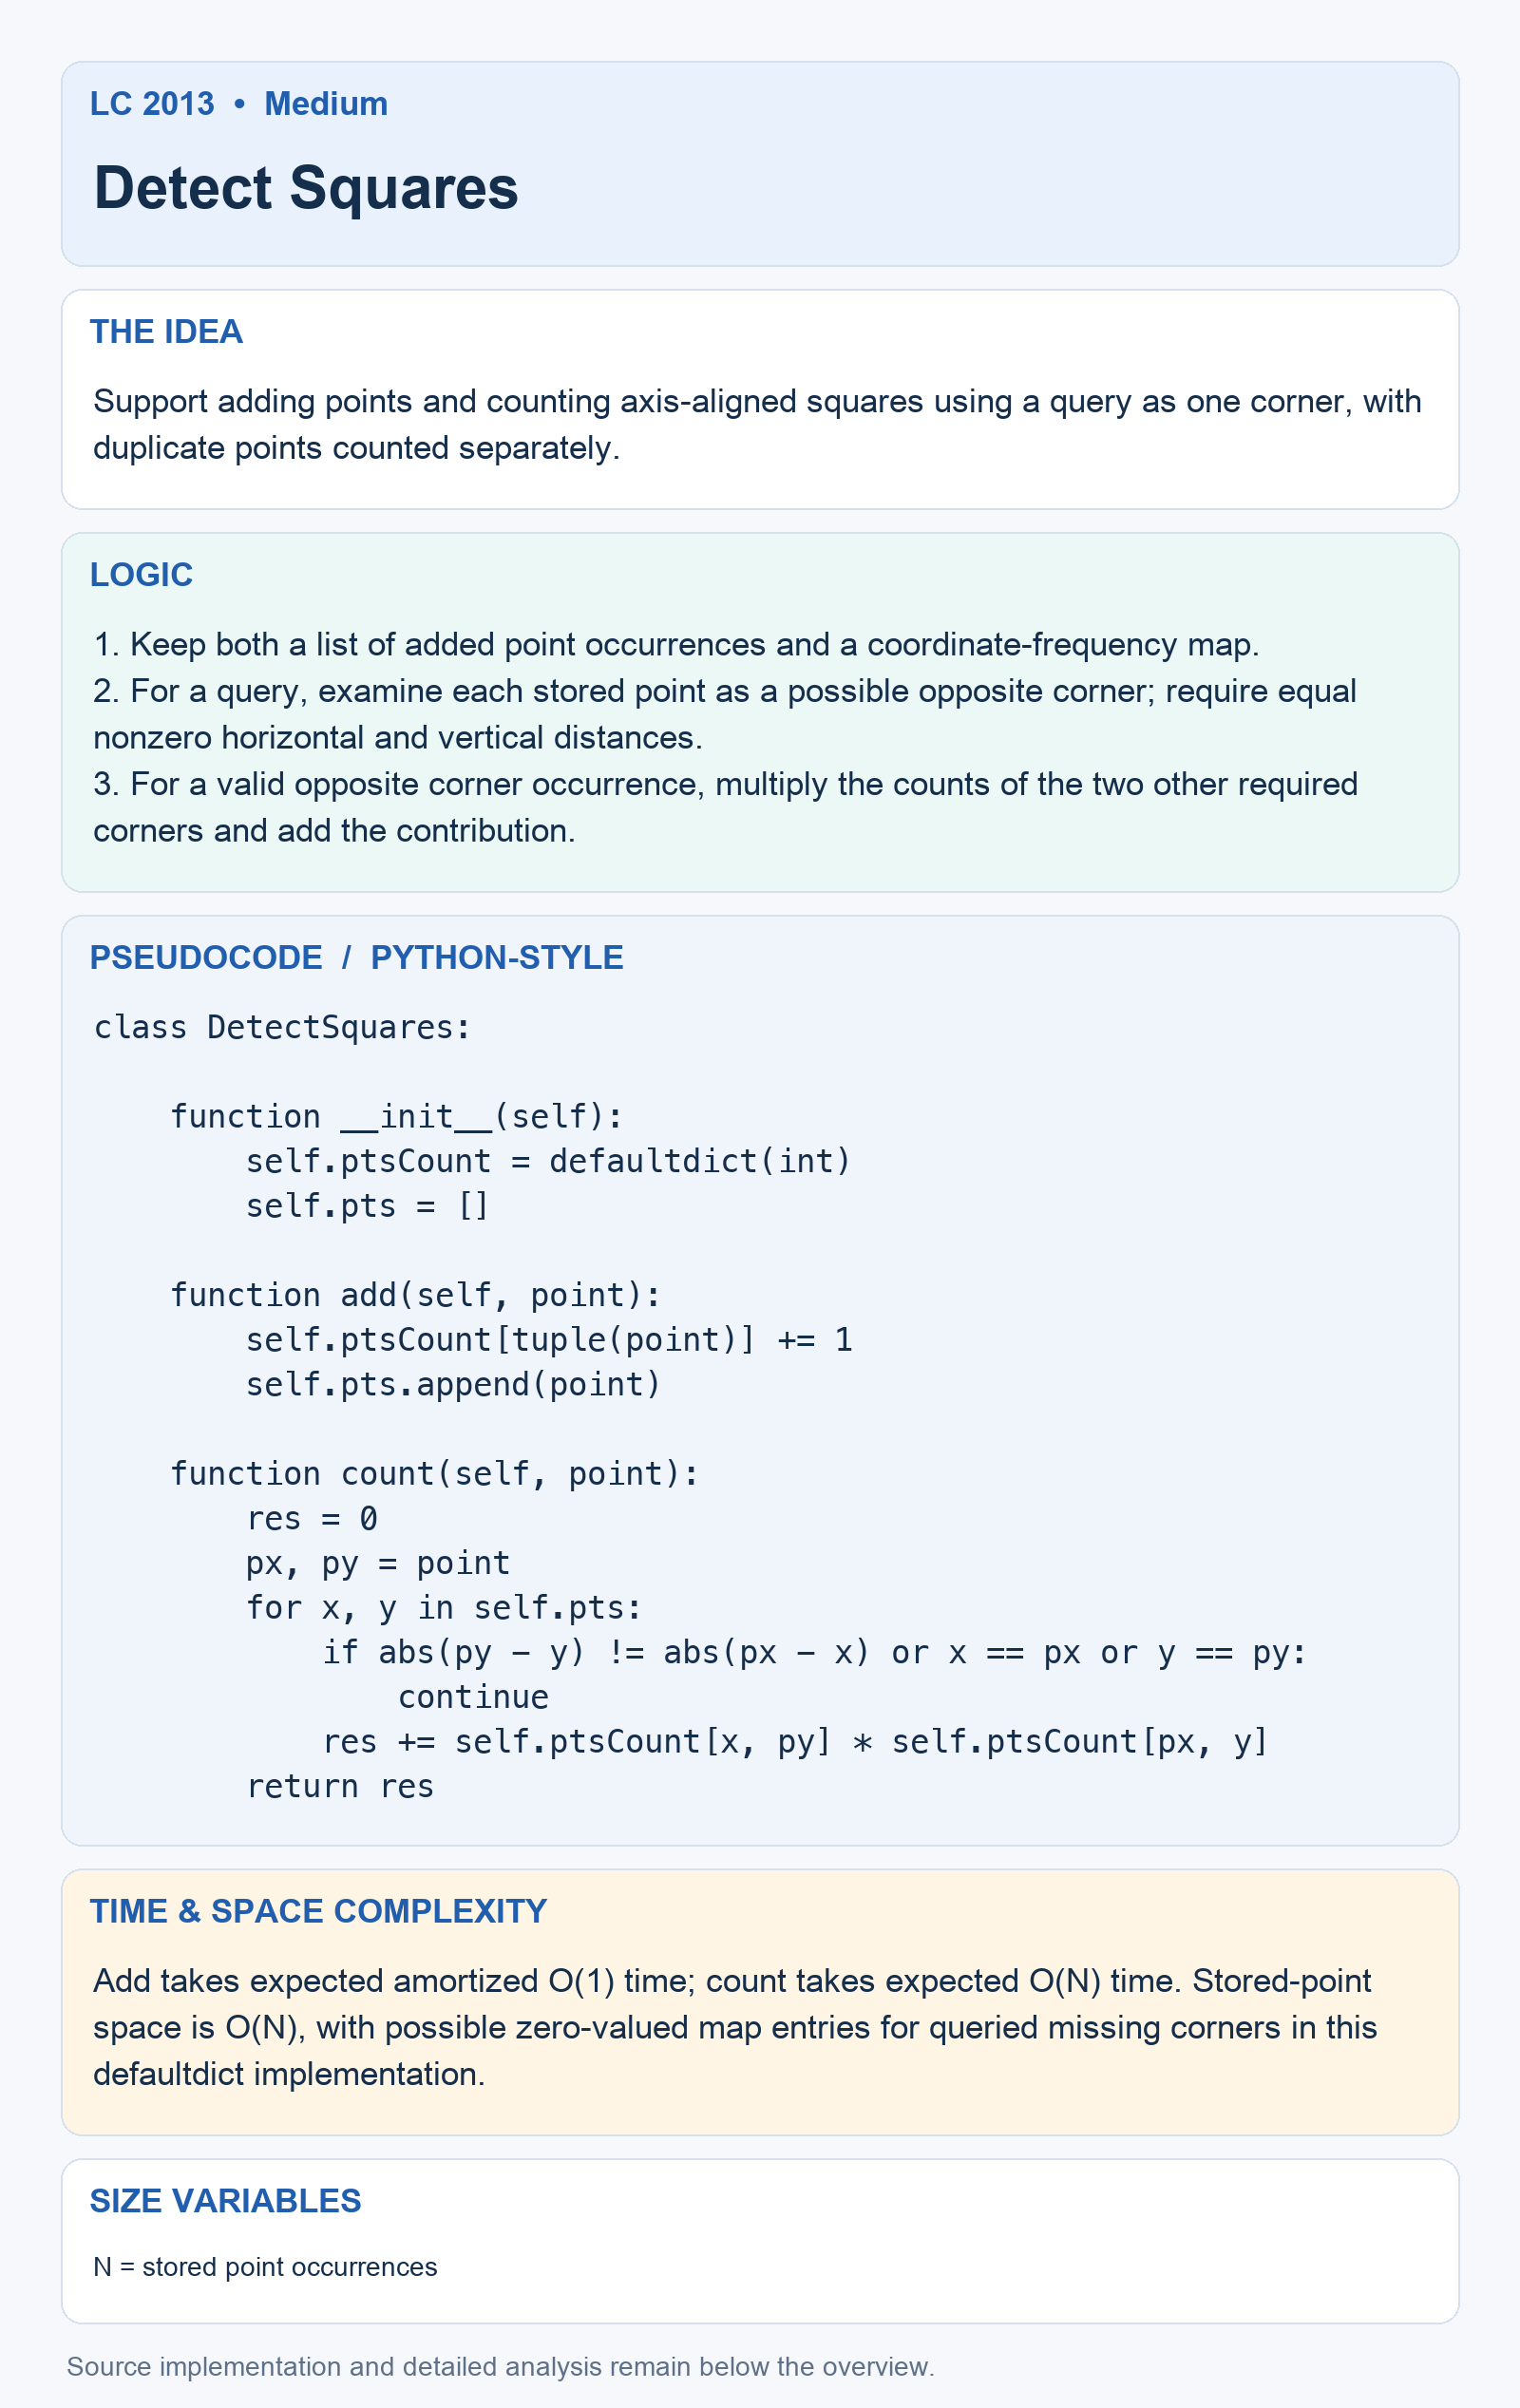 LC 2013 • Medium
Detect Squares
THE IDEA
Support adding points and counting axis-aligned squares using a query as one corner, with
duplicate points counted separately.
LOGIC
1. Keep both a list of added point occurrences and a coordinate-frequency map.
2. For a query, examine each stored point as a possible opposite corner; require equal
nonzero horizontal and vertical distances.
3. For a valid opposite corner occurrence, multiply the counts of the two other required
corners and add the contribution.
PSEUDOCODE / PYTHON-STYLE
class DetectSquares:
    function __init__(self):
        self.ptsCount = defaultdict(int)
        self.pts = []
    function add(self, point):
        self.ptsCount[tuple(point)] += 1
        self.pts.append(point)
    function count(self, point):
        res = 0
        px, py = point
        for x, y in self.pts:
            if abs(py − y) != abs(px − x) or x == px or y == py:
                continue
            res += self.ptsCount[x, py] * self.ptsCount[px, y]
        return res
TIME & SPACE COMPLEXITY
Add takes expected amortized O(1) time; count takes expected O(N) time. Stored-point
space is O(N), with possible zero-valued map entries for queried missing corners in this
defaultdict implementation.
SIZE VARIABLES
N = stored point occurrences
Source implementation and detailed analysis remain below the overview.